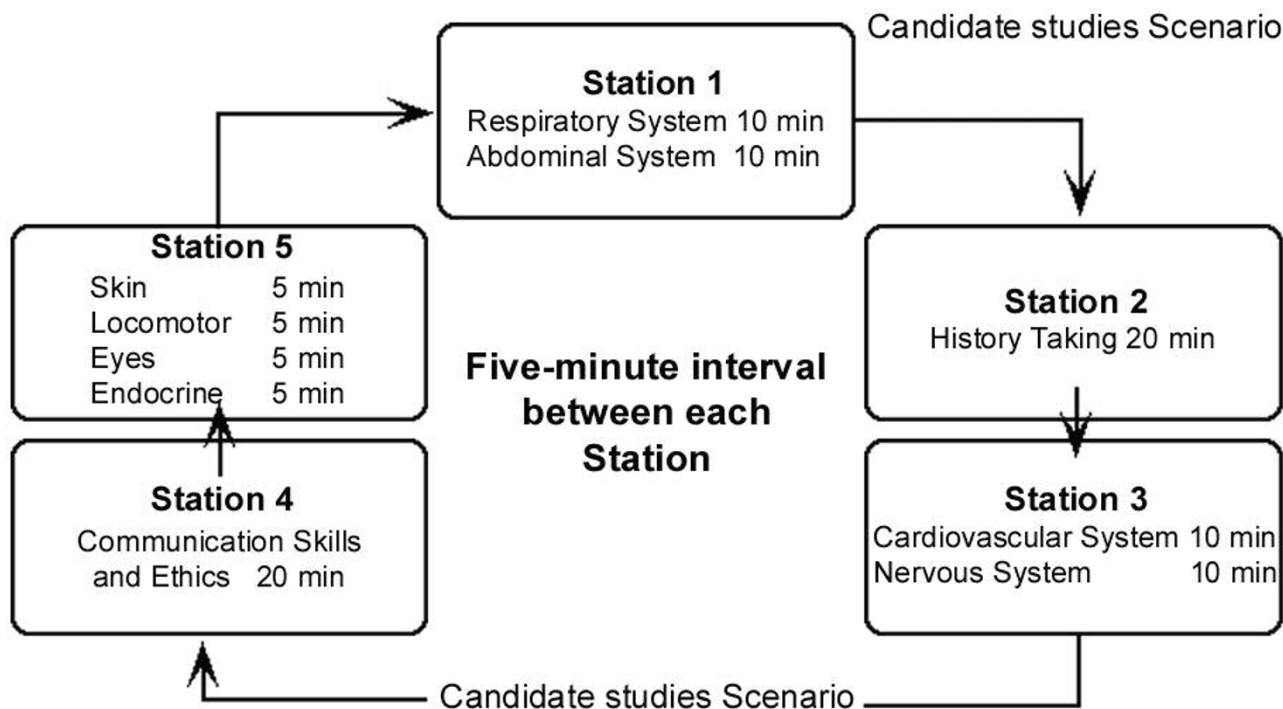 Candidate studies Scenario
Station 1
Respiratory System 10 min
Abdominal System 10 min
Station 2
History Taking 20 min
Station 3
Cardiovascular System 10 min
Nervous System 10 min
Candidate studies Scenario
Station 4
Communication Skills
and Ethics 20 min
Station 5
Skin 5 min
Locomotor 5 min
Eyes 5 min
Endocrine 5 min
Five-minute interval
between each
Station